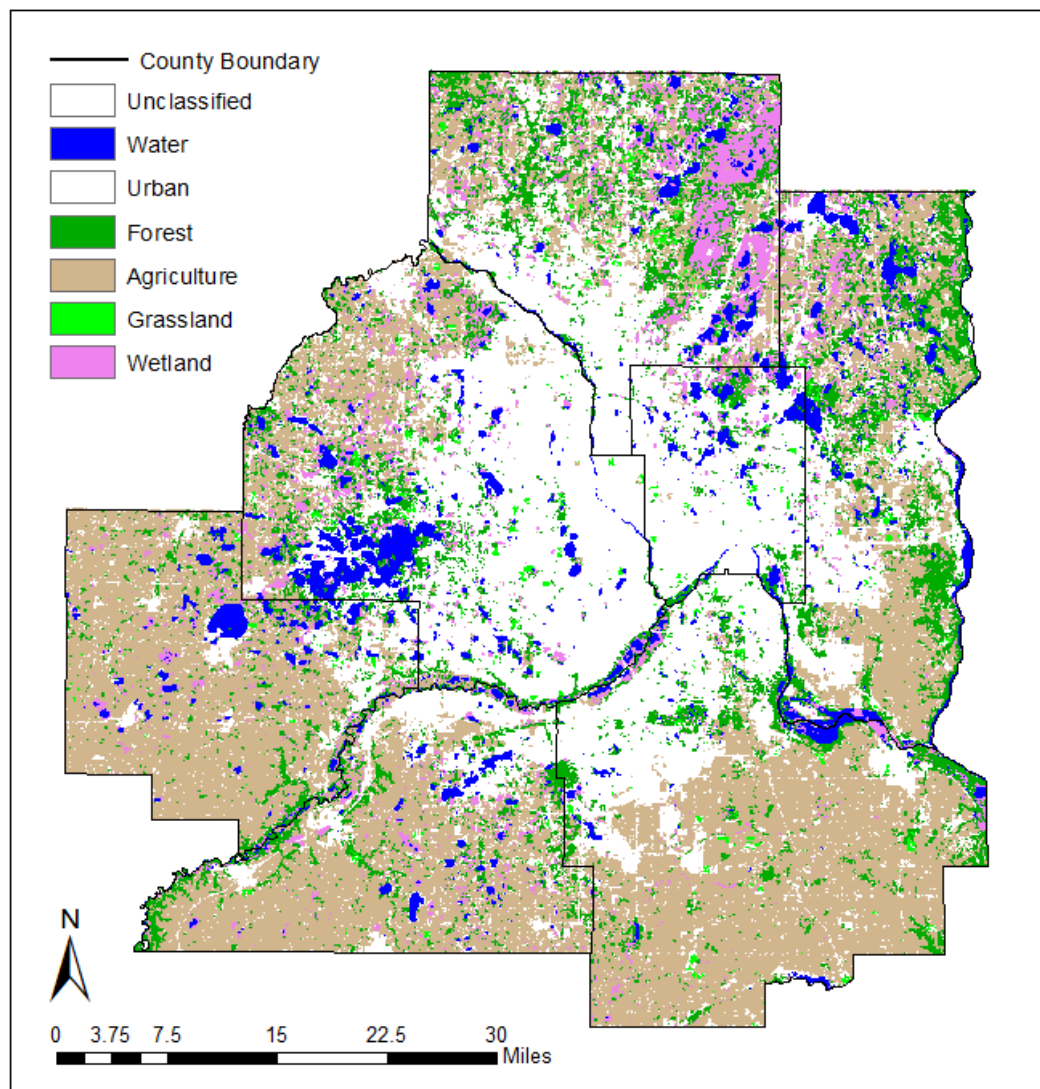 County Boundary
Unclassified
Water
Urban
Forest
Agriculture
Grassland
Wetland
N
0 3.75 7.5 15 22.5 30
Miles